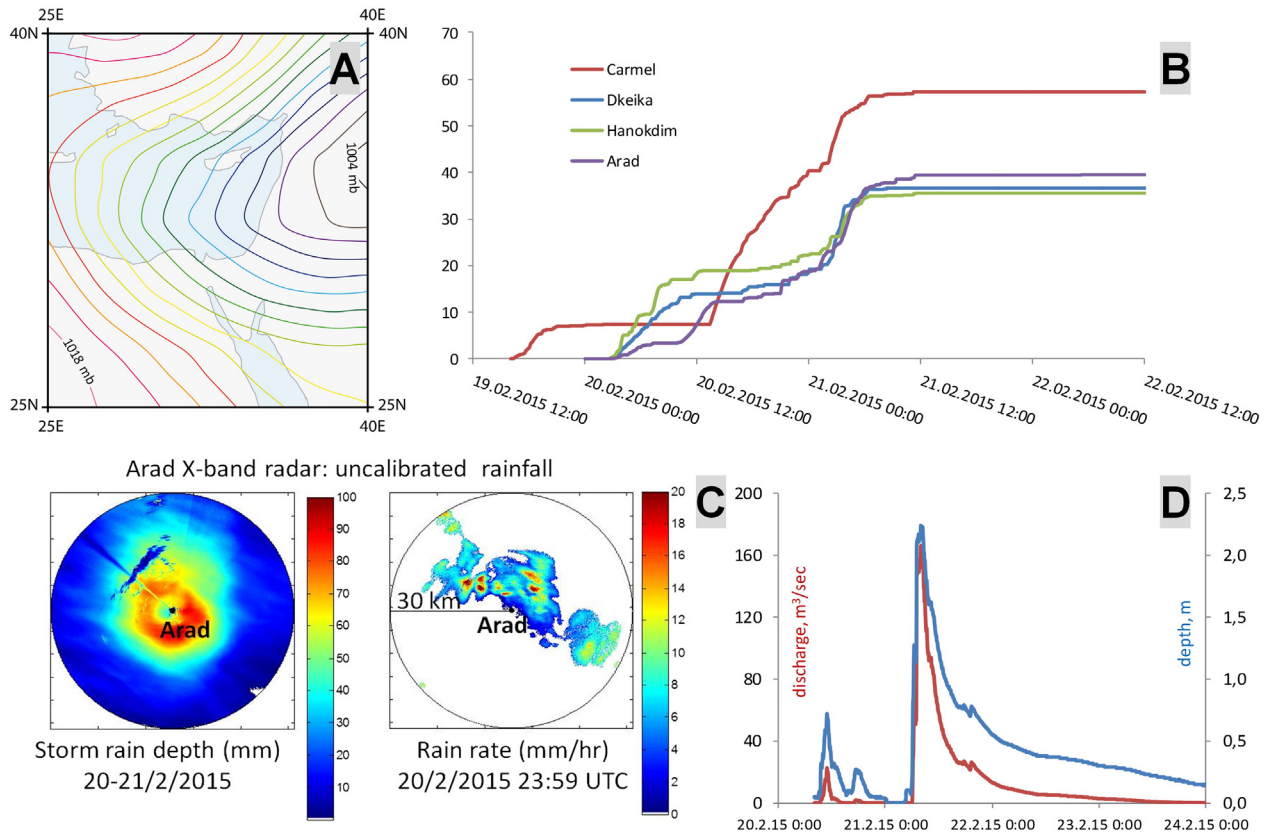 25E
40E
40N
40N
A
1004 mb
1018 mb
25N
25N
25E
40E
B
70
60
50
40
30
20
10
0
Carmel
Dkeika
Hanokdim
Arad
19.02.2015 12:00
20.02.2015 00:00
20.02.2015 12:00
21.02.2015 00:00
21.02.2015 12:00
22.02.2015 00:00
22.02.2015 12:00
Arad X-band radar: uncalibrated rainfall
C
100
90
80
70
60
50
40
30
20
10
Arad
Storm rain depth (mm)
20-21/2/2015
20
18
16
14
12
10
8
6
4
2
0
30 km
Arad
Rain rate (mm/hr)
20/2/2015 23:59 UTC
D
200
160
120
80
40
0
discharge, m³/sec
depth, m
2,5
2,0
1,5
1,0
0,5
0,0
20.2.15 0:00
21.2.15 0:00
22.2.15 0:00
23.2.15 0:00
24.2.15 0:00